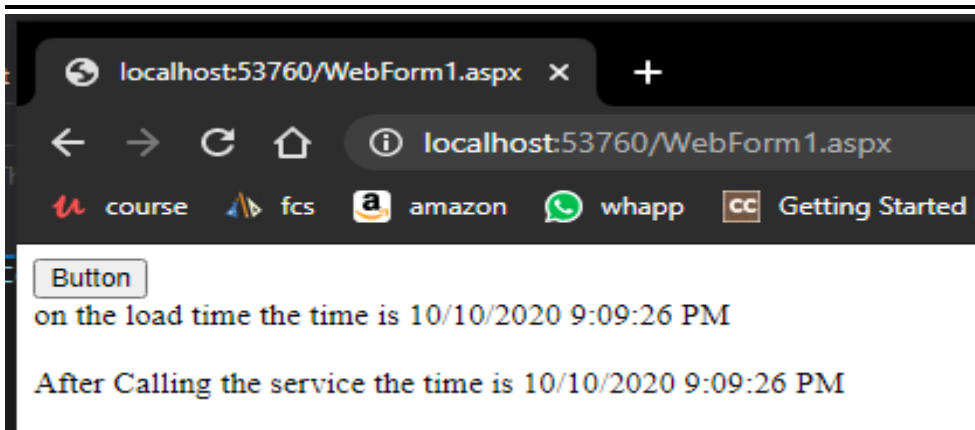 localhost:53760/WebForm1.aspx
localhost:53760/WebForm1.aspx
course fcs a amazon whapp CC Getting Started
Button
on the load time the time is 10/10/2020 9:09:26 PM
After Calling the service the time is 10/10/2020 9:09:26 PM